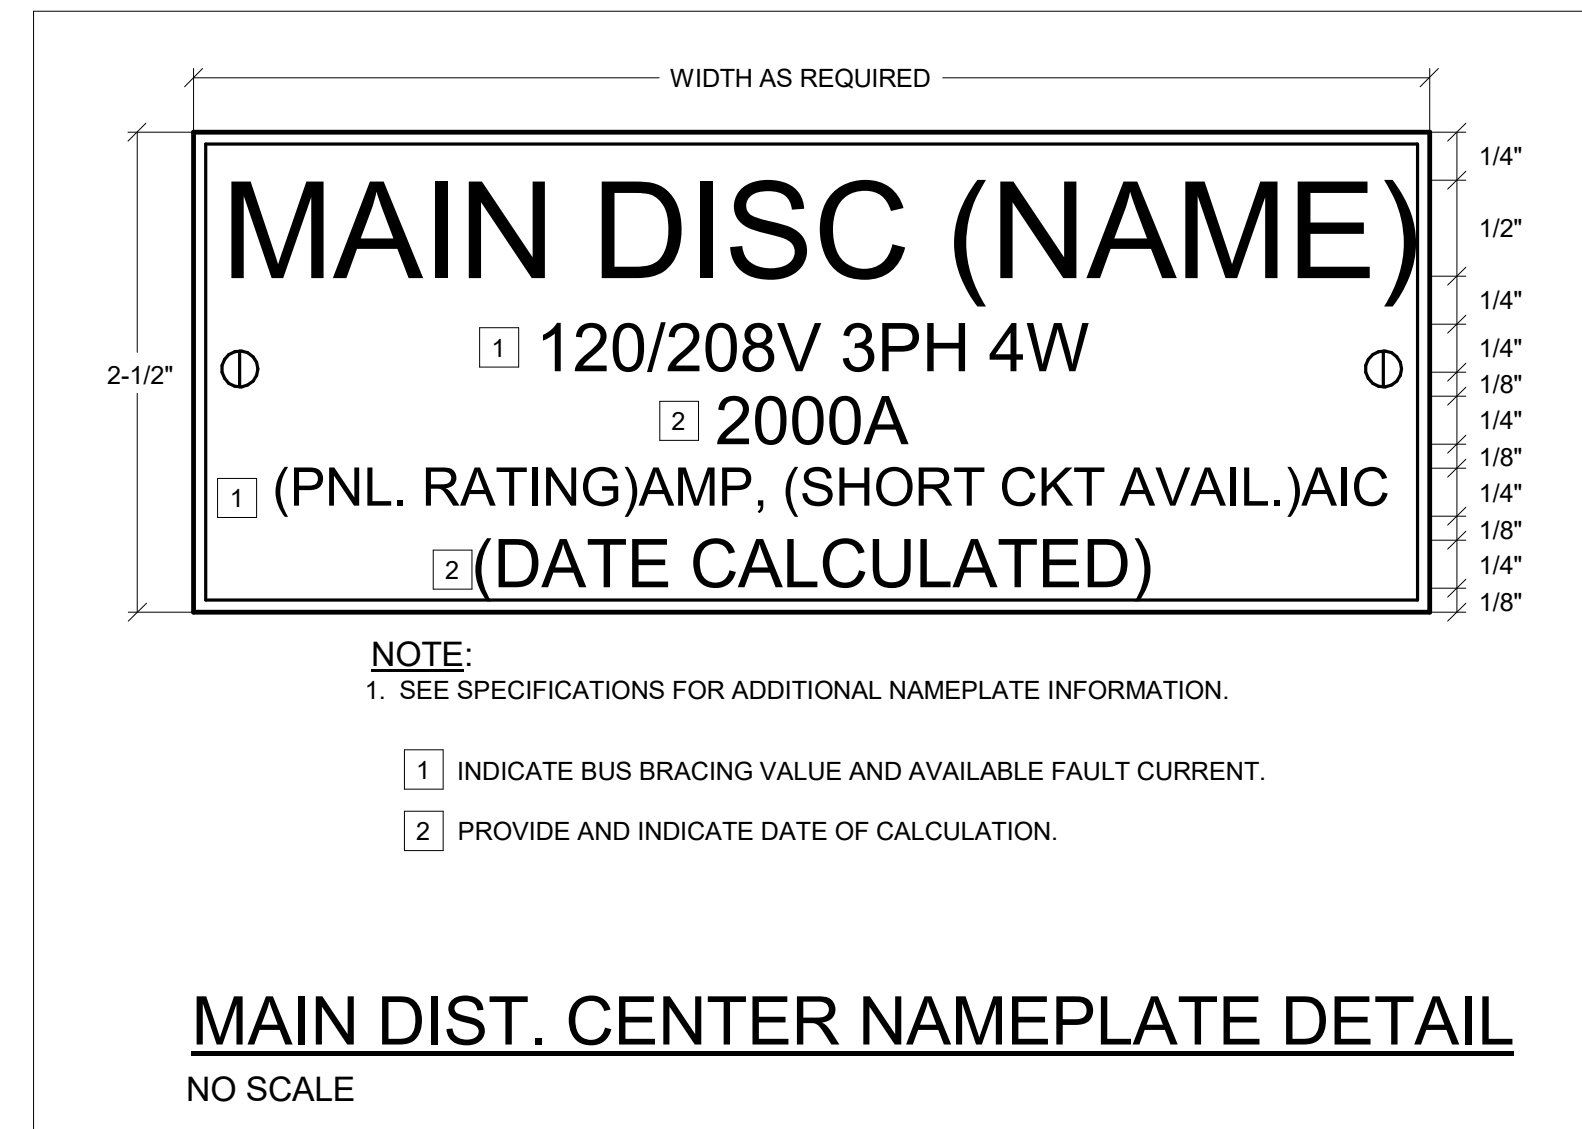 WIDTH AS REQUIRED
2-1/2"
MAIN DISC (NAME)
1 120/208V 3PH 4W
2 2000A
1 (PNL. RATING)AMP, (SHORT CKT AVAIL.)AIC
2 (DATE CALCULATED)
1/4"
1/2"
1/4"
1/4"
1/8"
1/4"
1/8"
1/4"
1/8"
1/4"
1/8"
NOTE:
1. SEE SPECIFICATIONS FOR ADDITIONAL NAMEPLATE INFORMATION.
1 INDICATE BUS BRACING VALUE AND AVAILABLE FAULT CURRENT.
2 PROVIDE AND INDICATE DATE OF CALCULATION.
MAIN DIST. CENTER NAMEPLATE DETAIL
NO SCALE